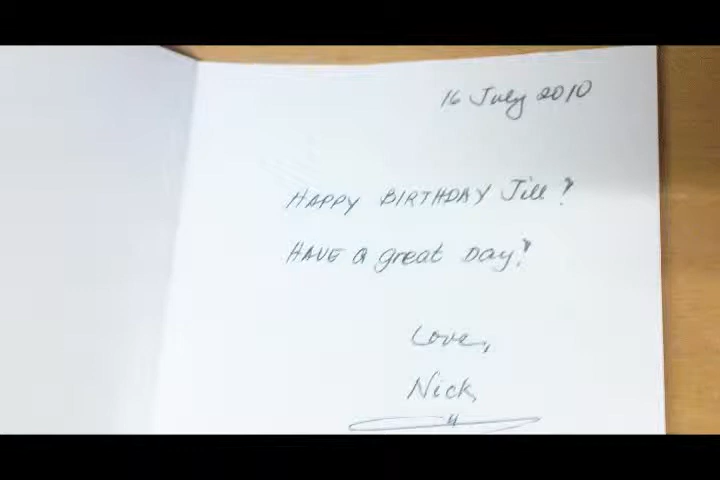 16 July 2010
HAPPY BIRTHDAY Jill!
HAVE a great DAY!
Love,
Nick